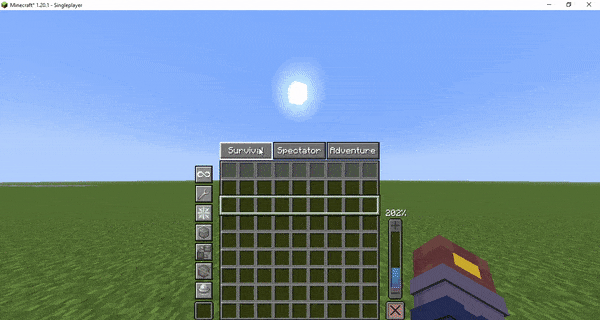 Minecraft* 1.20.1 - Singleplayer
Survival
Spectator
Adventure
202%